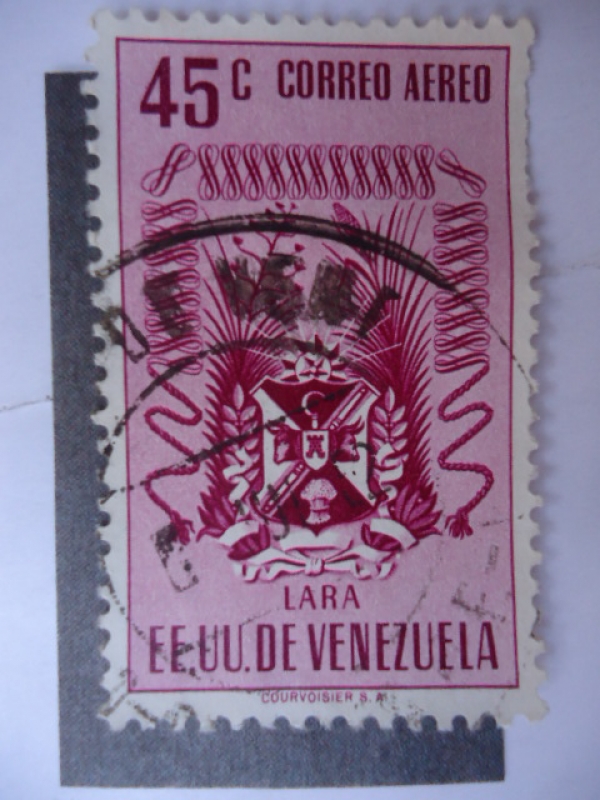 45 C CORREO AEREO
LARA
EE.UU. DE VENEZUELA
COURVOISIER S. A